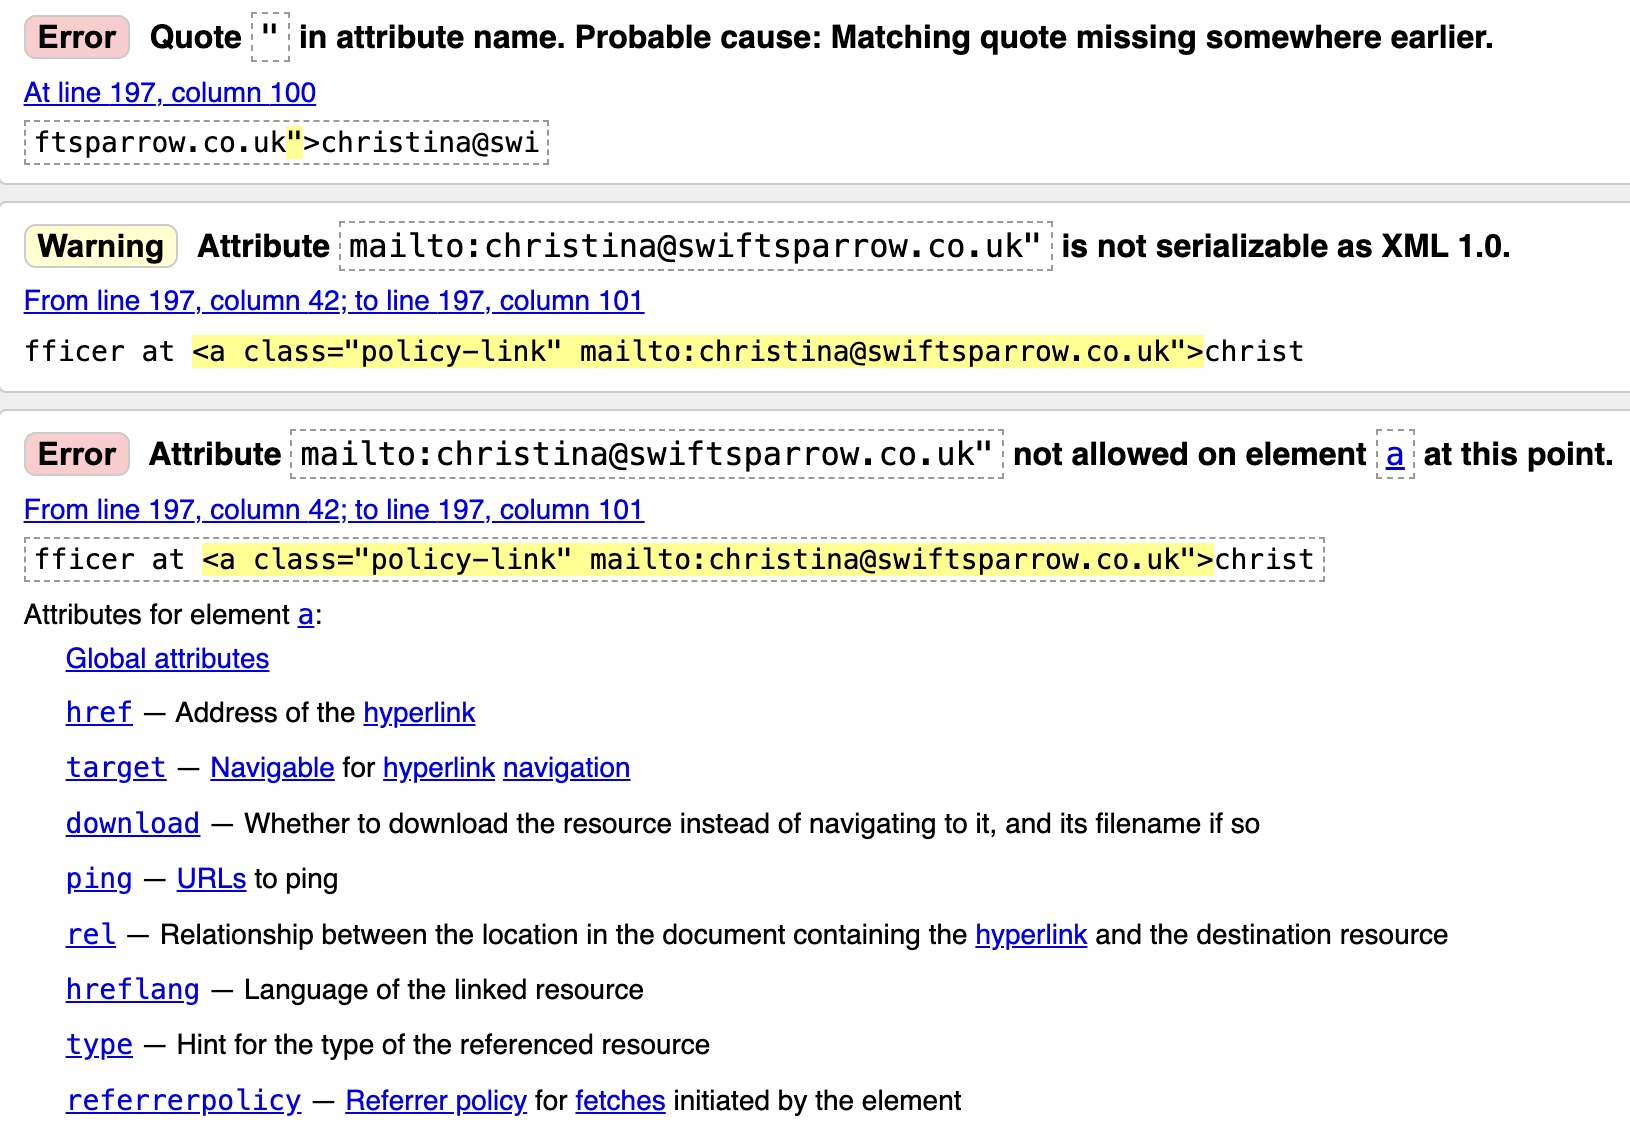 Error Quote " in attribute name. Probable cause: Matching quote missing somewhere earlier.
At line 197, column 100
ftsparrow.co.uk">christina@swi
Warning Attribute mailto:christina@swiftsparrow.co.uk" is not serializable as XML 1.0.
From line 197, column 42; to line 197, column 101
fficer at <a class="policy-link" mailto:christina@swiftsparrow.co.uk">christ
Error Attribute mailto:christina@swiftsparrow.co.uk" not allowed on element a at this point.
From line 197, column 42; to line 197, column 101
fficer at <a class="policy-link" mailto:christina@swiftsparrow.co.uk">christ
Attributes for element a:
Global attributes
href — Address of the hyperlink
target — Navigable for hyperlink navigation
download — Whether to download the resource instead of navigating to it, and its filename if so
ping — URLs to ping
rel — Relationship between the location in the document containing the hyperlink and the destination resource
hreflang — Language of the linked resource
type — Hint for the type of the referenced resource
referrerpolicy — Referrer policy for fetches initiated by the element